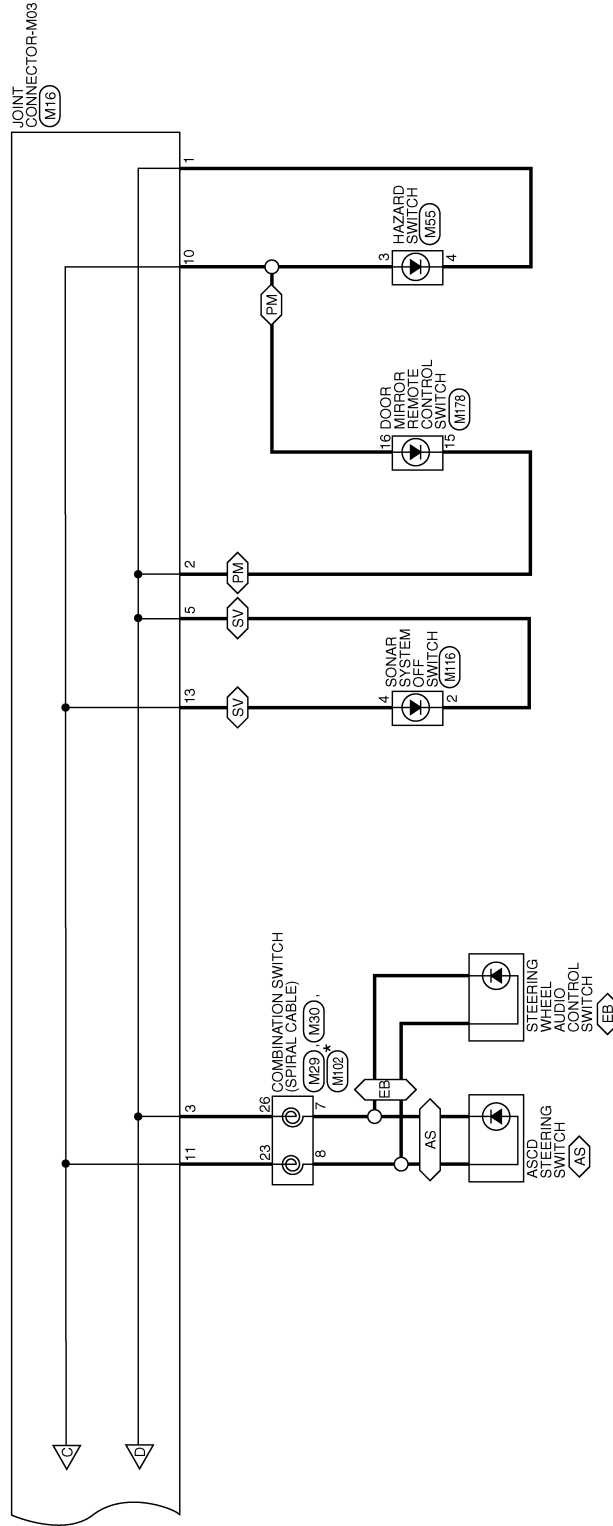 JOINT
CONNECTOR-M03
M16
C
D
11
3
13
5
2
10
1
SV
SV
PM
PM
23
26
COMBINATION SWITCH
(SPIRAL CABLE)
M29 , M30 ,
M102 *
8
7
EB
AS
4
SONAR
SYSTEM
OFF
SWITCH
M116
2
16
DOOR
MIRROR
REMOTE
CONTROL
SWITCH
M178
15
3
HAZARD
SWITCH
M55
4
ASCD
STEERING
SWITCH
AS
STEERING
WHEEL
AUDIO
CONTROL
SWITCH
EB